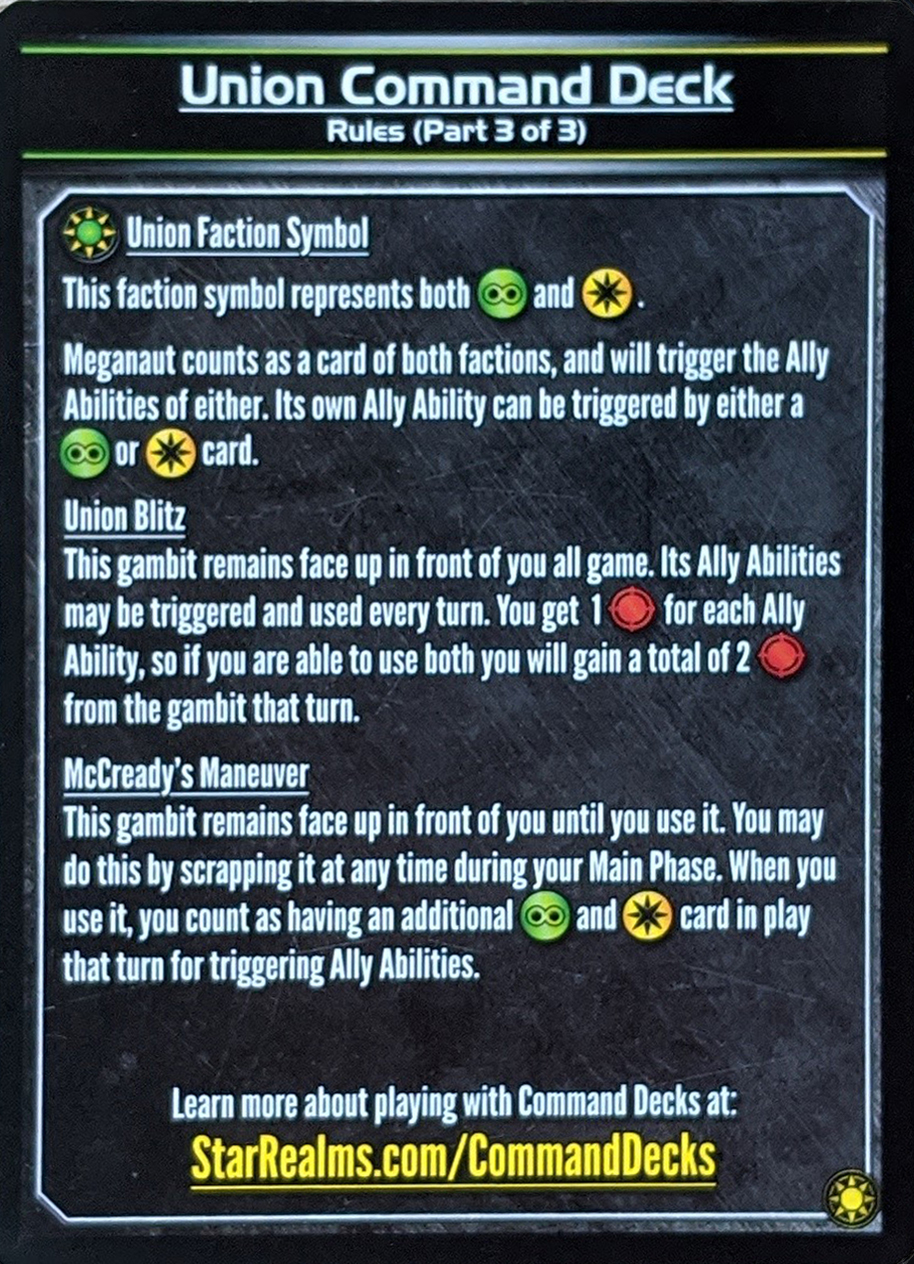 Union Command Deck
Rules (Part 3 of 3)
Union Faction Symbol
This faction symbol represents both and .
Meganaut counts as a card of both factions, and will trigger the Ally
Abilities of either. Its own Ally Ability can be triggered by either a
or card.
Union Blitz
This gambit remains face up in front of you all game. Its Ally Abilities
may be triggered and used every turn. You get 1 for each Ally
Ability, so if you are able to use both you will gain a total of 2
from the gambit that turn.
McCready's Maneuver
This gambit remains face up in front of you until you use it. You may
do this by scrapping it at any time during your Main Phase. When you
use it, you count as having an additional and card in play
that turn for triggering Ally Abilities.
Learn more about playing with Command Decks at:
StarRealms.com/CommandDecks